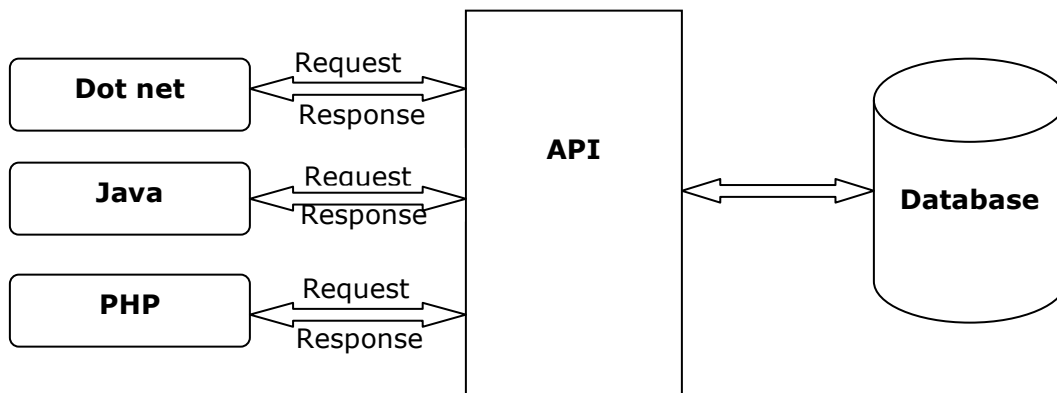 Request
Dot net
Response
API
Request
Java
Response
Database
Request
PHP
Response